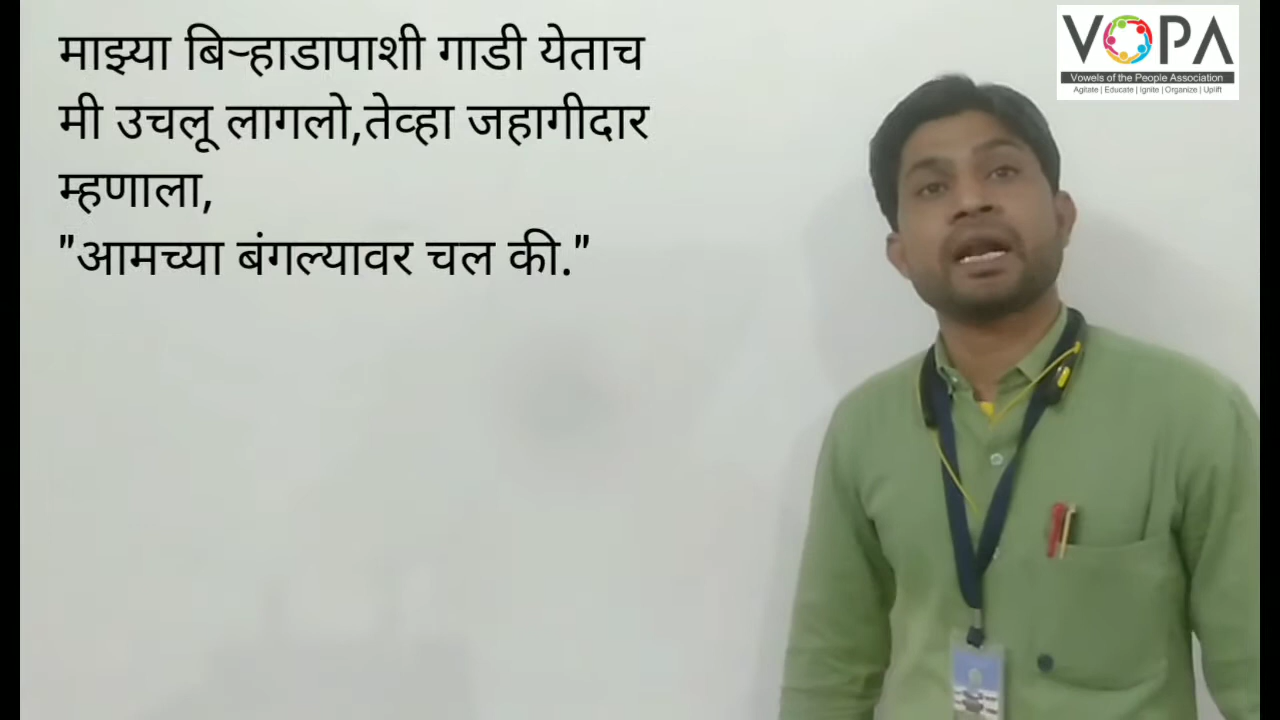 माझ्या बिऱ्हाडापाशी गाडी येताच
मी उचलू लागलो,तेव्हा जहागीदार
म्हणाला,
"आमच्या बंगल्यावर चल की."
VOPA
Vowels of the People Association
Agitate | Educate | Ignite | Organize | Uplift